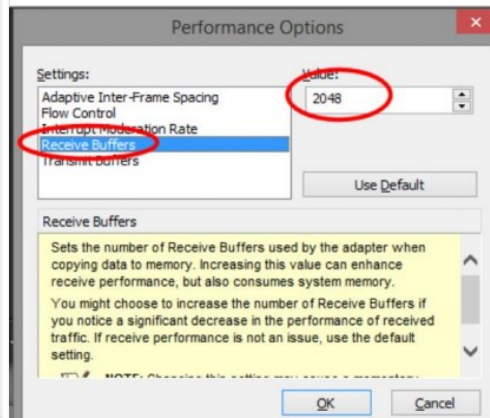 Performance Options
Settings:
Value:
Adaptive Inter-Frame Spacing
2048
Flow Control
Interrupt Moderation Rate
Receive Buffers
Transmit Buffers
Use Default
Receive Buffers
Sets the number of Receive Buffers used by the adapter when
copying data to memory. Increasing this value can enhance
receive performance, but also consumes system memory.
You might choose to increase the number of Receive Buffers if
you notice a significant decrease in the performance of received
traffic. If receive performance is not an issue, use the default
setting.
NOTE: Changing this setting may cause a momentary
OK
Cancel